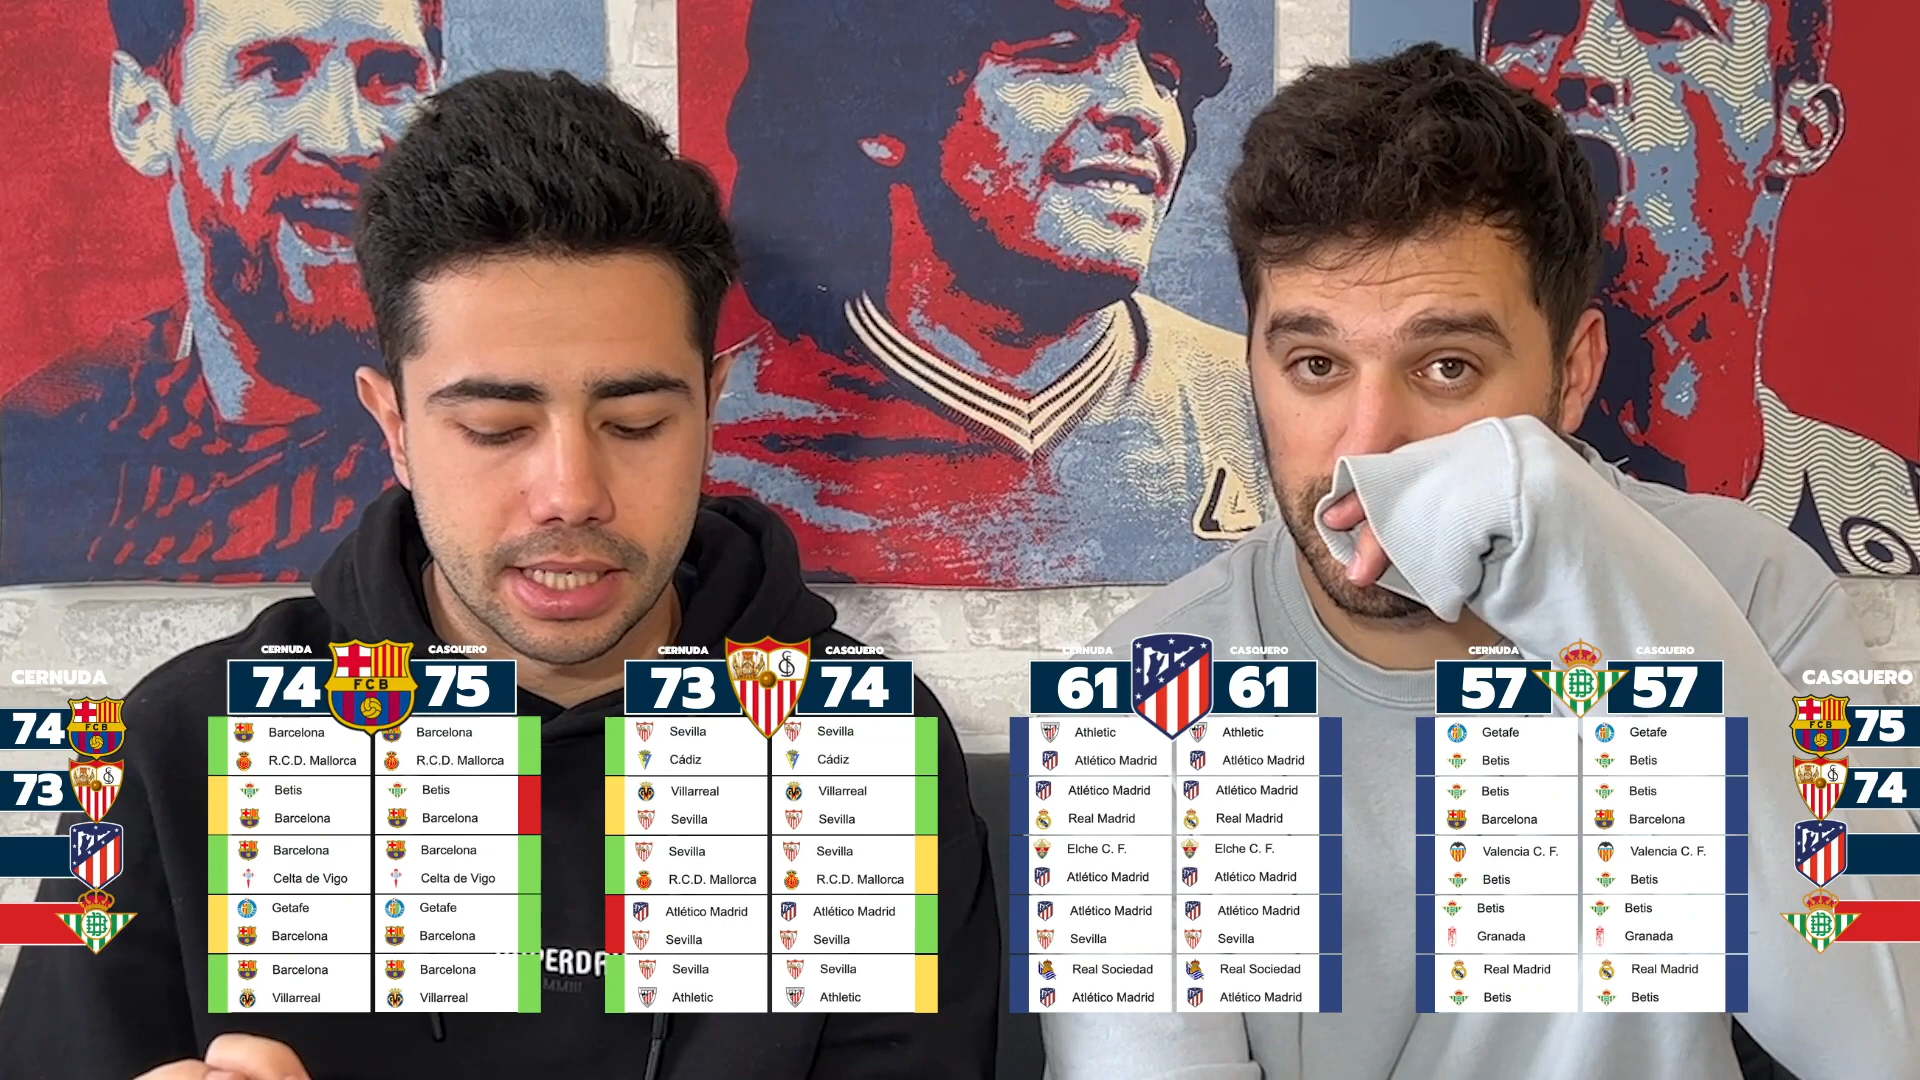 CERNUDA
74
73
CERNUDA
CASQUERO
74
FCB
75
Barcelona
Barcelona
R.C.D. Mallorca
R.C.D. Mallorca
Betis
Betis
Barcelona
Barcelona
Barcelona
Barcelona
Celta de Vigo
Celta de Vigo
Getafe
Getafe
Barcelona
Barcelona
Barcelona
Barcelona
Villarreal
Villarreal
CERNUDA
CASQUERO
73
74
Sevilla
Sevilla
Cádiz
Cádiz
Villarreal
Villarreal
Sevilla
Sevilla
Sevilla
Sevilla
R.C.D. Mallorca
R.C.D. Mallorca
Atlético Madrid
Atlético Madrid
Sevilla
Sevilla
Sevilla
Sevilla
Athletic
Athletic
CERNUDA
CASQUERO
61
61
Athletic
Athletic
Atlético Madrid
Atlético Madrid
Atlético Madrid
Atlético Madrid
Real Madrid
Real Madrid
Elche C. F.
Elche C. F.
Atlético Madrid
Atlético Madrid
Atlético Madrid
Atlético Madrid
Sevilla
Sevilla
Real Sociedad
Real Sociedad
Atlético Madrid
Atlético Madrid
CERNUDA
CASQUERO
57
57
Getafe
Getafe
Betis
Betis
Betis
Betis
Barcelona
Barcelona
Valencia C. F.
Valencia C. F.
Betis
Betis
Betis
Betis
Granada
Granada
Real Madrid
Real Madrid
Betis
Betis
CASQUERO
75
74